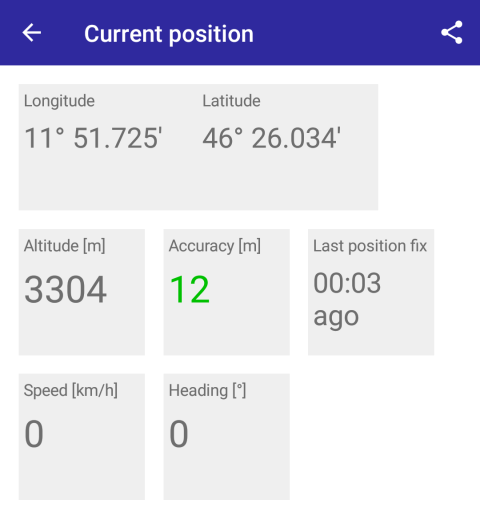 Current position
Longitude Latitude
11° 51.725' 46° 26.034'
Altitude [m] Accuracy [m] Last position fix
3304 12 00:03
ago
Speed [km/h] Heading [°]
0 0